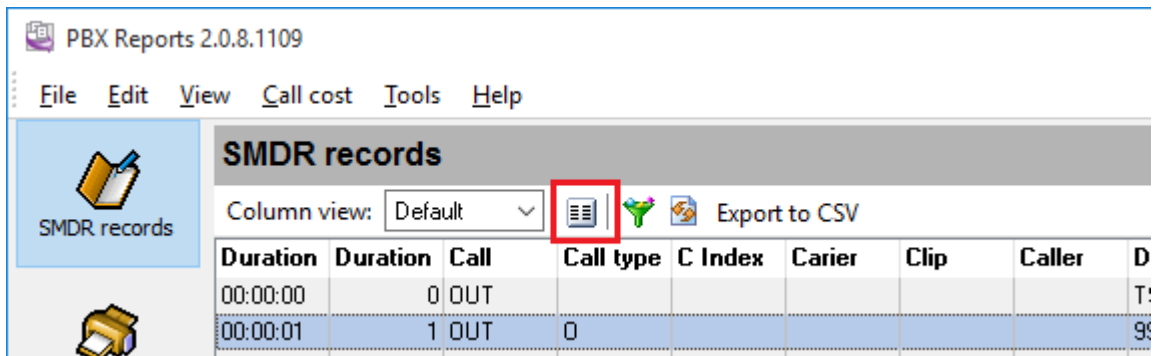 PBX Reports 2.0.8.1109
File Edit View Call cost Tools Help
SMDR records
Column view: Default Export to CSV
SMDR records
Duration Duration Call Call type C Index Carier Clip Caller D
00:00:00 0 OUT
00:00:01 1 OUT O 99